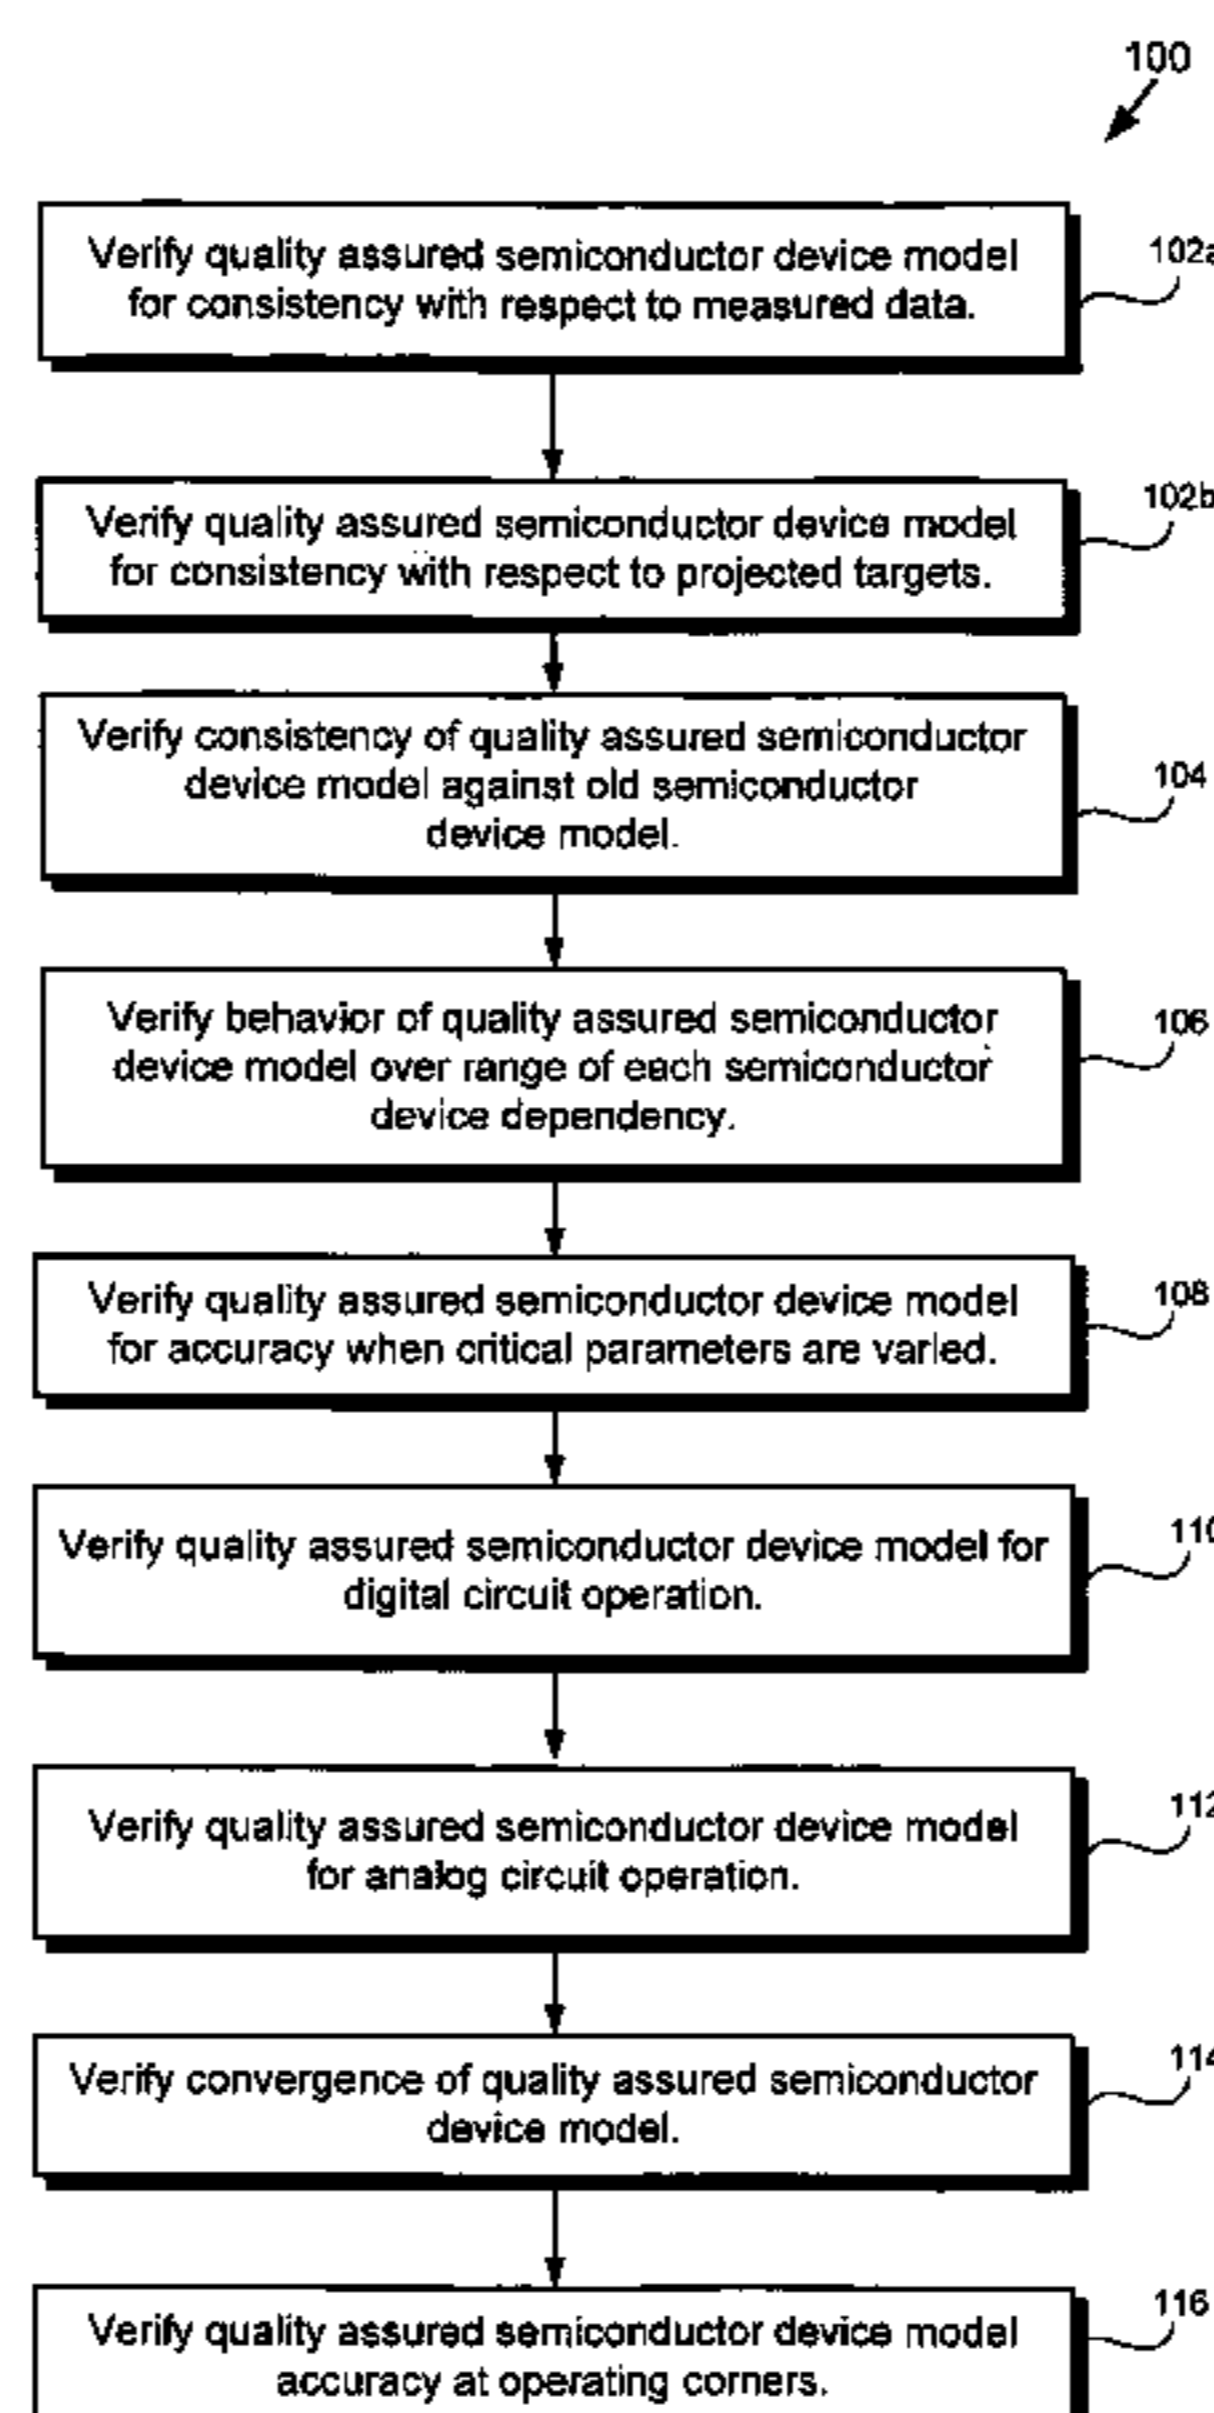 100
Verify quality assured semiconductor device model
for consistency with respect to measured data.
102a
Verify quality assured semiconductor device model
for consistency with respect to projected targets.
102b
Verify consistency of quality assured semiconductor
device model against old semiconductor
device model.
104
Verify behavior of quality assured semiconductor
device model over range of each semiconductor
device dependency.
106
Verify quality assured semiconductor device model
for accuracy when critical parameters are varied.
108
Verify quality assured semiconductor device model for
digital circuit operation.
110
Verify quality assured semiconductor device model
for analog circuit operation.
112
Verify convergence of quality assured semiconductor
device model.
114
Verify quality assured semiconductor device model
accuracy at operating corners.
116